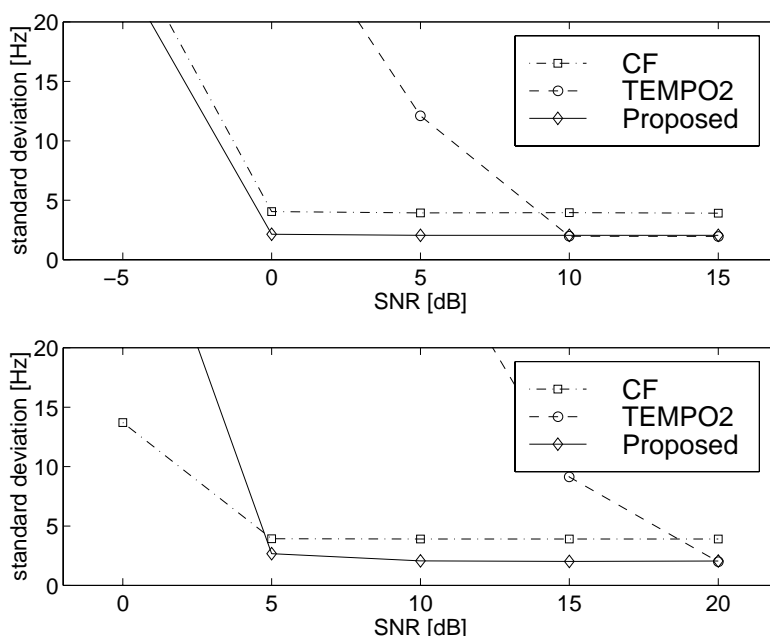 20
15
10
5
0
standard deviation [Hz]
CF
TEMPO2
Proposed
−5 0 5 10 15
SNR [dB]
20
15
10
5
0
standard deviation [Hz]
CF
TEMPO2
Proposed
0 5 10 15 20
SNR [dB]